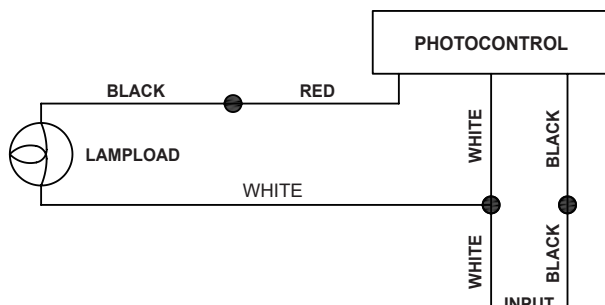 PHOTOCONTROL
BLACK
RED
LAMPLOAD
WHITE
BLACK
WHITE
WHITE
BLACK
INPUT